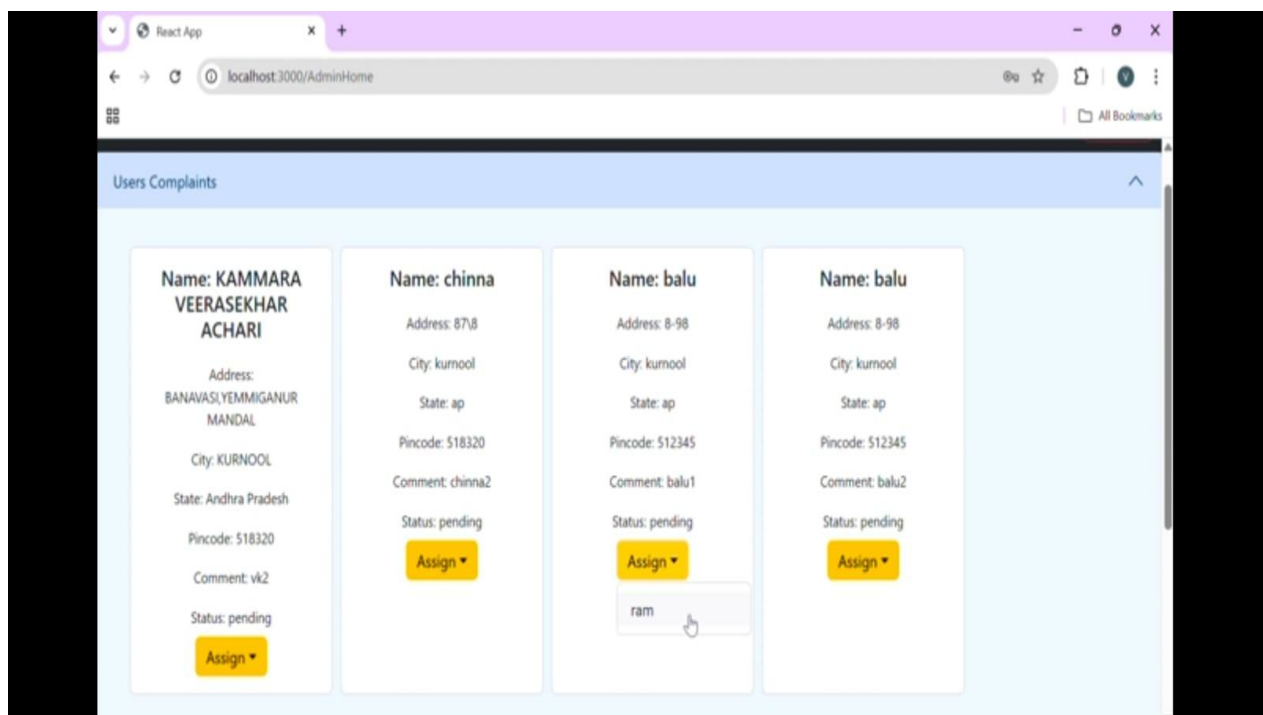 React App
localhost:3000/AdminHome
V
All Bookmarks
Users Complaints
Name: KAMMARA
VEERASEKHAR
ACHARI
Address:
BANAVASI,YEMMIGANUR
MANDAL
City: KURNOOL
State: Andhra Pradesh
Pincode: 518320
Comment: vk2
Status: pending
Assign
Name: chinna
Address: 87\8
City: kurnool
State: ap
Pincode: 518320
Comment: chinna2
Status: pending
Assign
Name: balu
Address: 8-98
City: kurnool
State: ap
Pincode: 512345
Comment: balu1
Status: pending
Assign
ram
Name: balu
Address: 8-98
City: kurnool
State: ap
Pincode: 512345
Comment: balu2
Status: pending
Assign